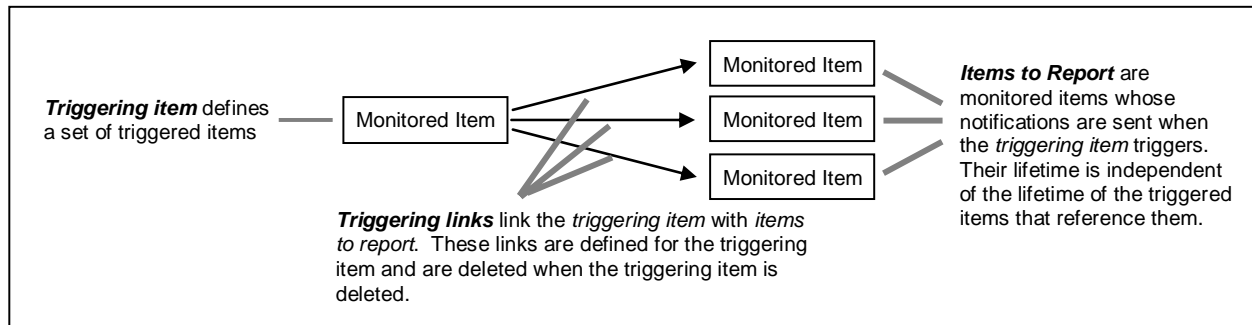 Triggering item defines
a set of triggered items
Monitored Item
Monitored Item
Monitored Item
Monitored Item
Items to Report are
monitored items whose
notifications are sent when
the triggering item triggers.
Their lifetime is independent
of the lifetime of the triggered
items that reference them.
Triggering links link the triggering item with items
to report. These links are defined for the triggering
item and are deleted when the triggering item is
deleted.